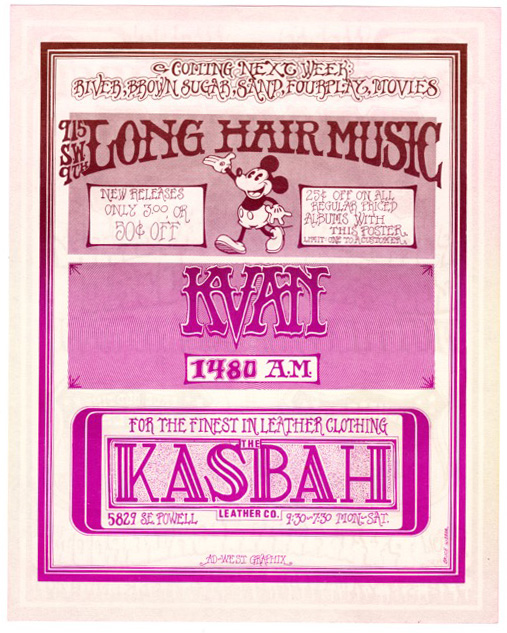 COMING NEXT WEEK:
RIVER, BROWN SUGAR, SAND, FOURPLAY, MOVIES
915
SW
9TH
LONG HAIR MUSIC
NEW RELEASES
ONLY 3.00 OR
50¢ OFF
25¢ OFF ON ALL
REGULAR PRICED
ALBUMS WITH
THIS POSTER.
LIMIT ONE TO A CUSTOMER.
KVAN
1480 A.M.
FOR THE FINEST IN LEATHER CLOTHING
THE
KASBAH
LEATHER CO.
5829 S.E. POWELL
9:30-7:30 MON-SAT.
AD-WEST GRAPHIX